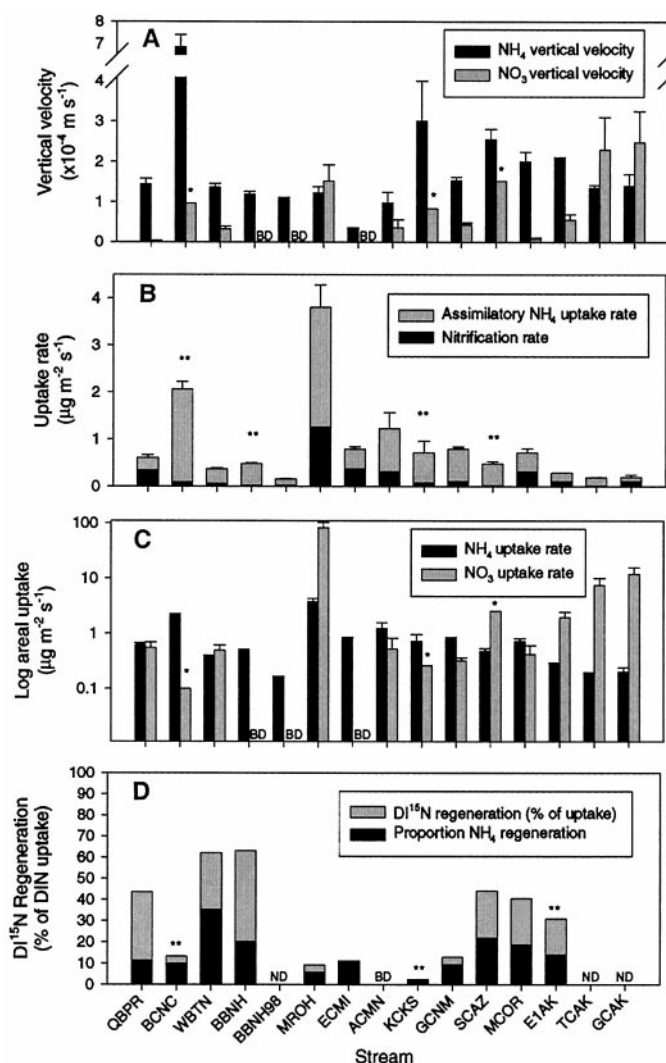 A
NH₄ vertical velocity
NO₃ vertical velocity
Vertical velocity
(x10⁻⁴ m s⁻¹)
8
7
4
3
2
1
0
*
BD
BD
BD
*
*
B
Assimilatory NH₄ uptake rate
Nitrification rate
Uptake rate
(µg m⁻² s⁻¹)
4
3
2
1
0
**
**
**
**
C
NH₄ uptake rate
NO₃ uptake rate
Log areal uptake
(µg m⁻² s⁻¹)
100
10
1
0.1
*
BD
BD
BD
*
*
D
DI¹⁵N regeneration (% of uptake)
Proportion NH₄ regeneration
DI¹⁵N Regeneration
(% of DIN uptake)
100
90
80
70
60
50
40
30
20
10
0
**
ND
BD
**
**
ND
ND
QBPR
BCNC
WBTN
BBNH
BBNH98
MROH
ECMI
ACMN
KCKS
GCNM
SCAZ
MCOR
E1AK
TCAK
GCAK
Stream